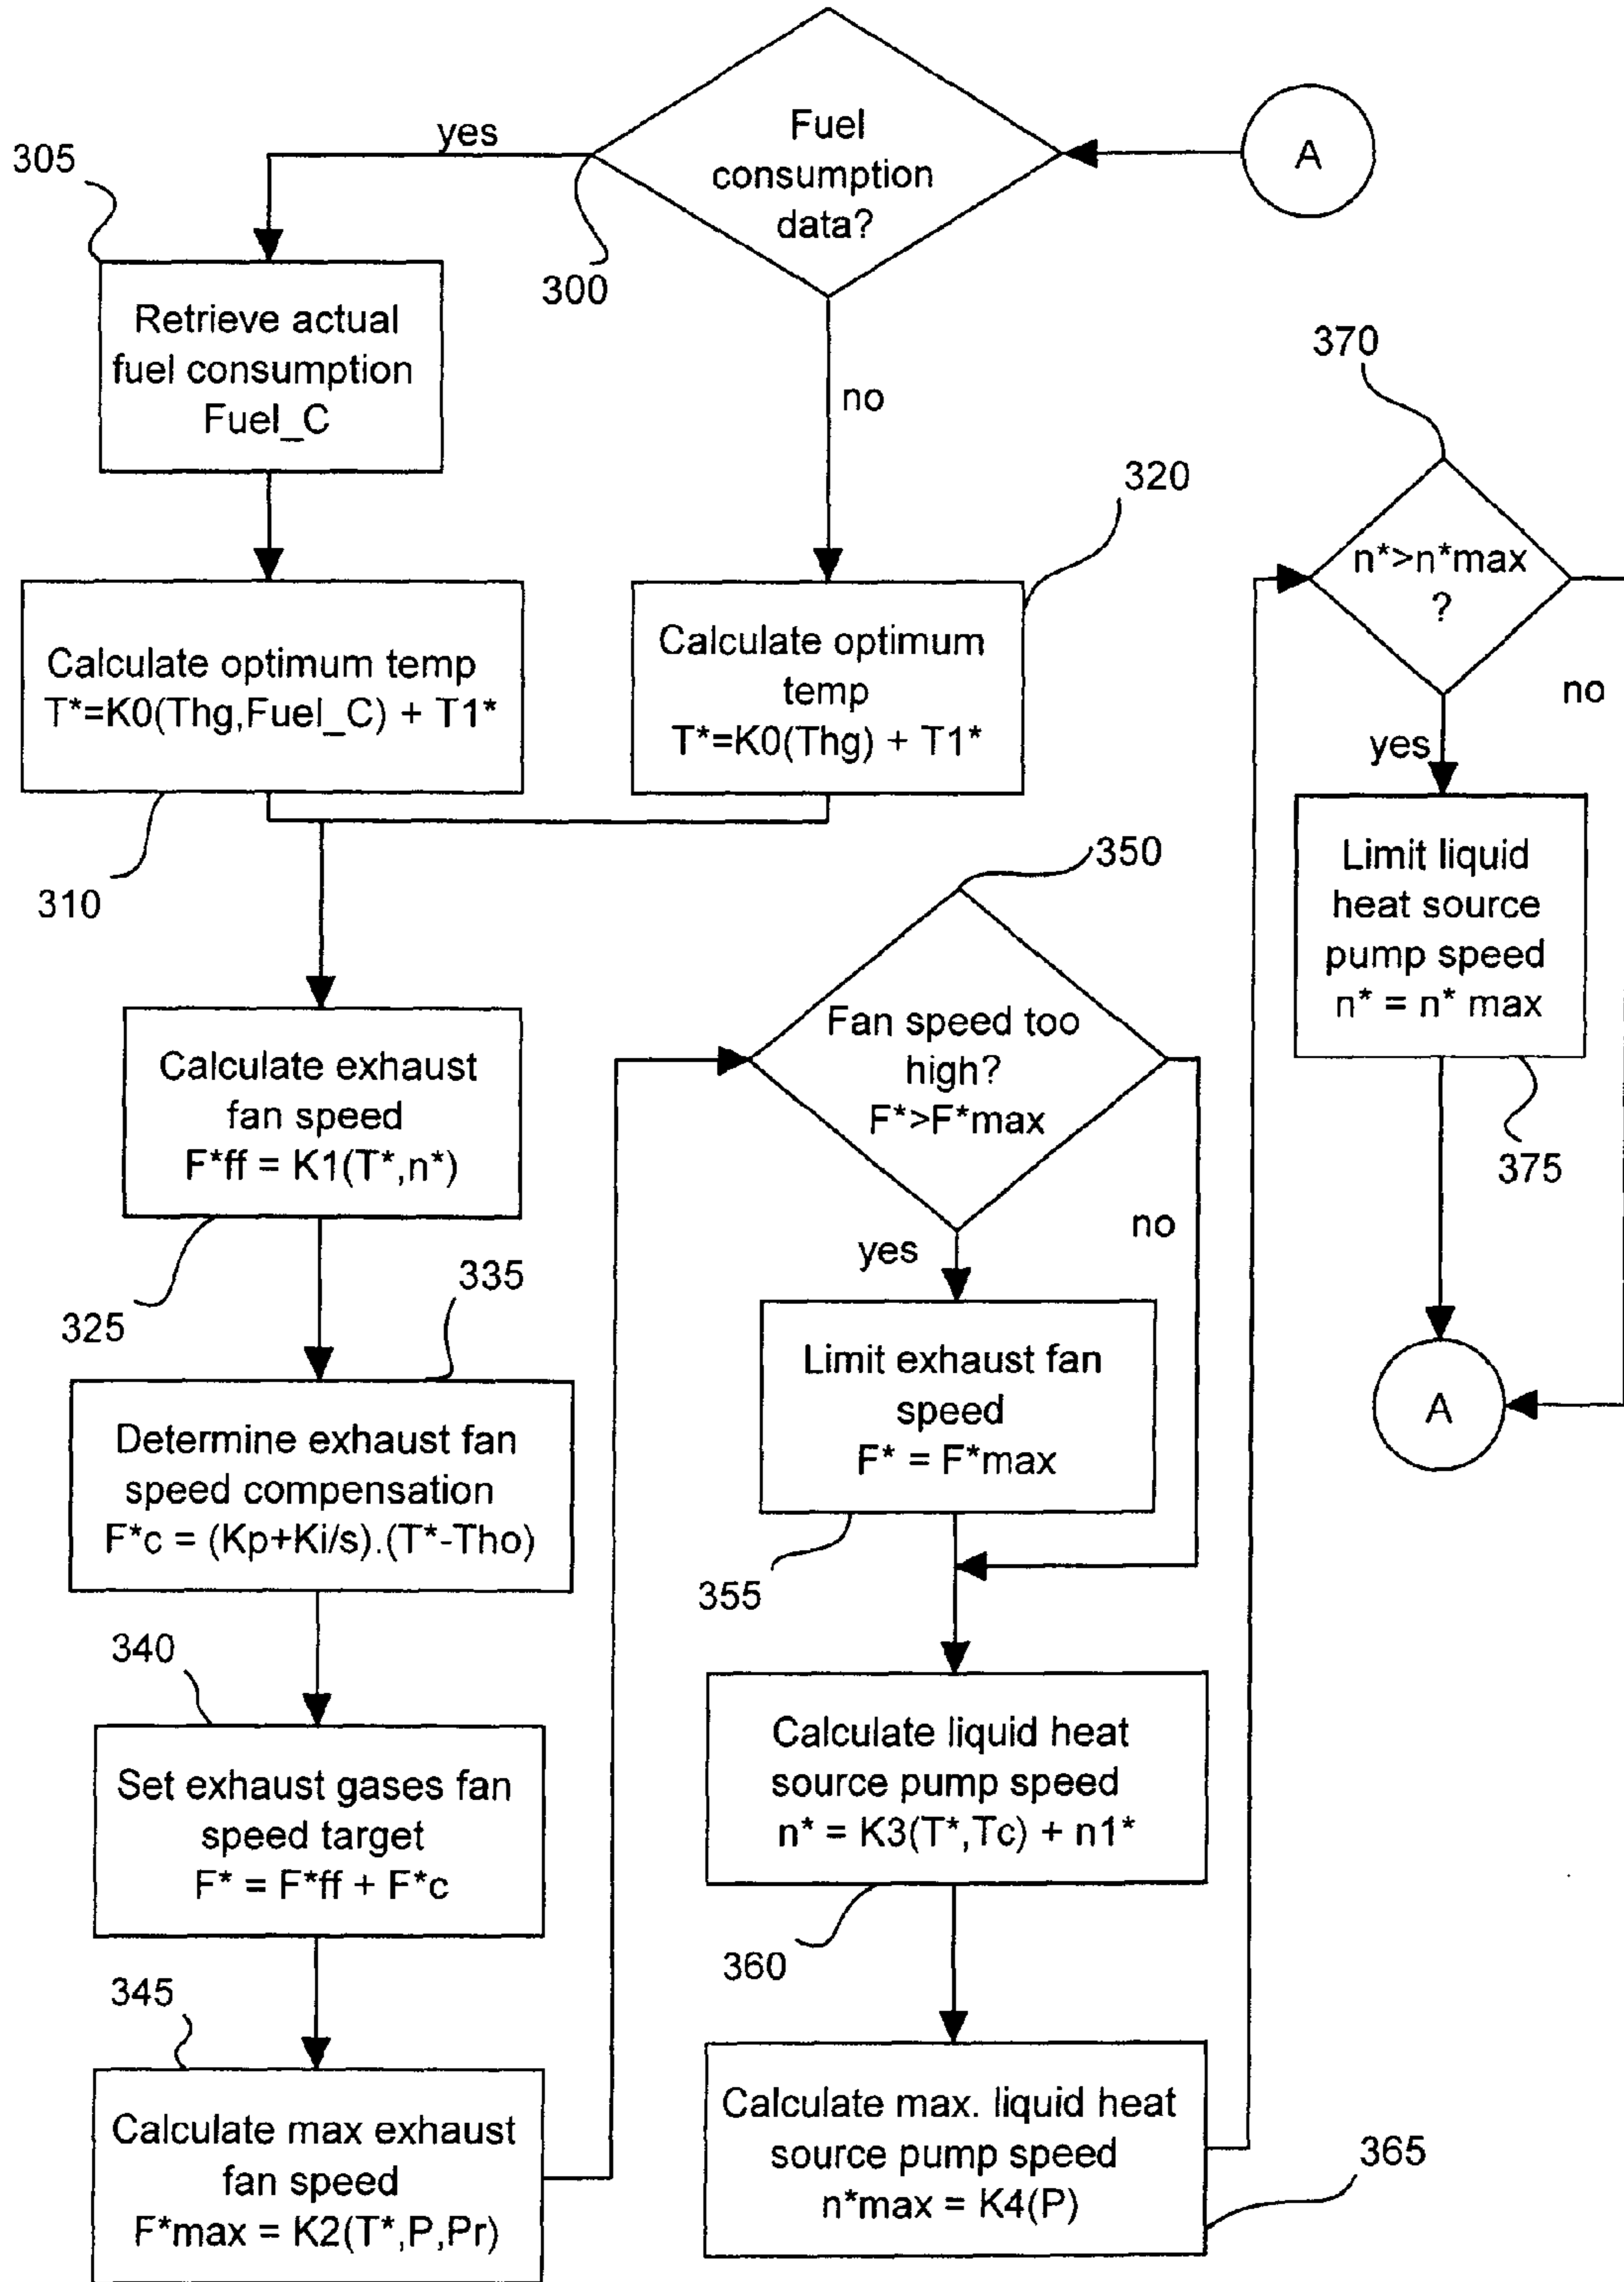 Fuel
consumption
data?
A
yes
305
300
no
Retrieve actual
fuel consumption
Fuel_C
320
Calculate optimum temp
T*=K0(Thg,Fuel_C) + T1*
310
Calculate optimum
temp
T*=K0(Thg) + T1*
Calculate exhaust
fan speed
F*ff = K1(T*,n*)
325
335
Determine exhaust fan
speed compensation
F*c = (Kp+Ki/s).(T*-Tho)
340
Set exhaust gases fan
speed target
F* = F*ff + F*c
345
Calculate max exhaust
fan speed
F*max = K2(T*,P,Pr)
350
Fan speed too
high?
F*>F*max
yes
no
Limit exhaust fan
speed
F* = F*max
355
Calculate liquid heat
source pump speed
n* = K3(T*,Tc) + n1*
360
Calculate max. liquid heat
source pump speed
n*max = K4(P)
365
370
n*>n*max
?
no
yes
Limit liquid
heat source
pump speed
n* = n* max
375
A